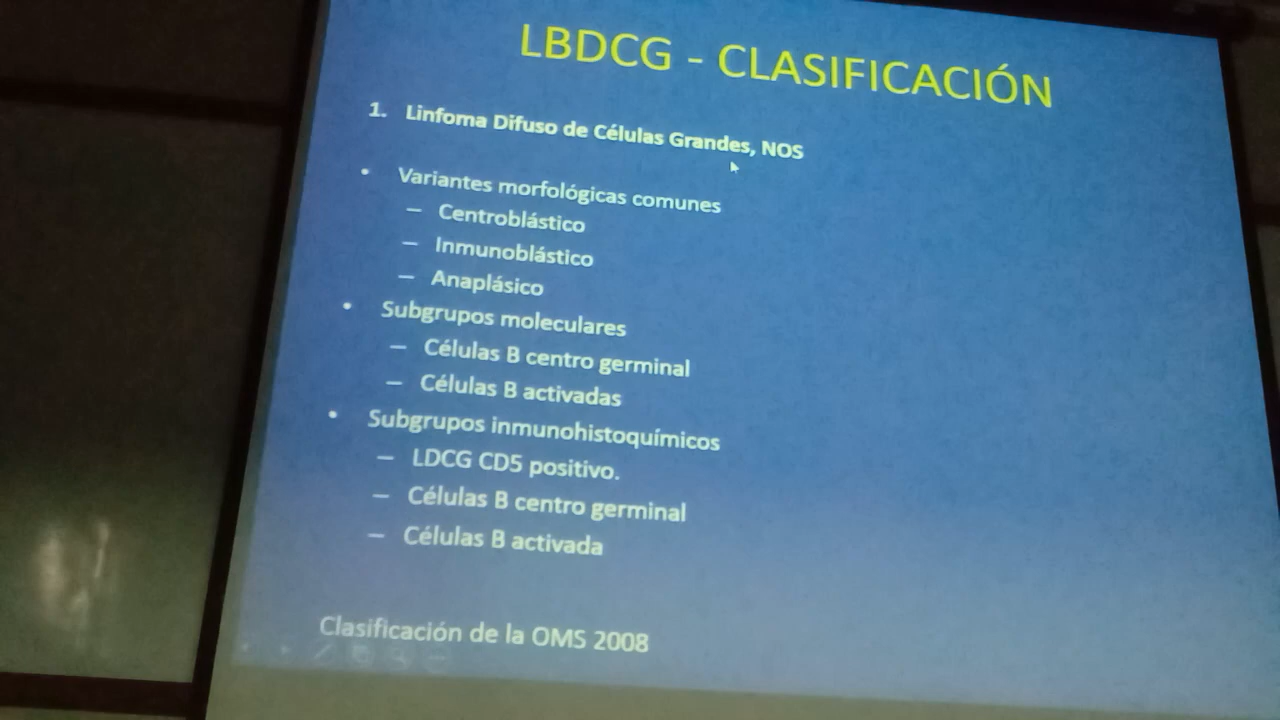 LBDCG - CLASIFICACIÓN
1. Linfoma Difuso de Células Grandes, NOS
• Variantes morfológicas comunes
– Centroblástico
– Inmunoblástico
– Anaplásico
• Subgrupos moleculares
– Células B centro germinal
– Células B activadas
• Subgrupos inmunohistoquímicos
– LDCG CD5 positivo.
– Células B centro germinal
– Células B activada
Clasificación de la OMS 2008